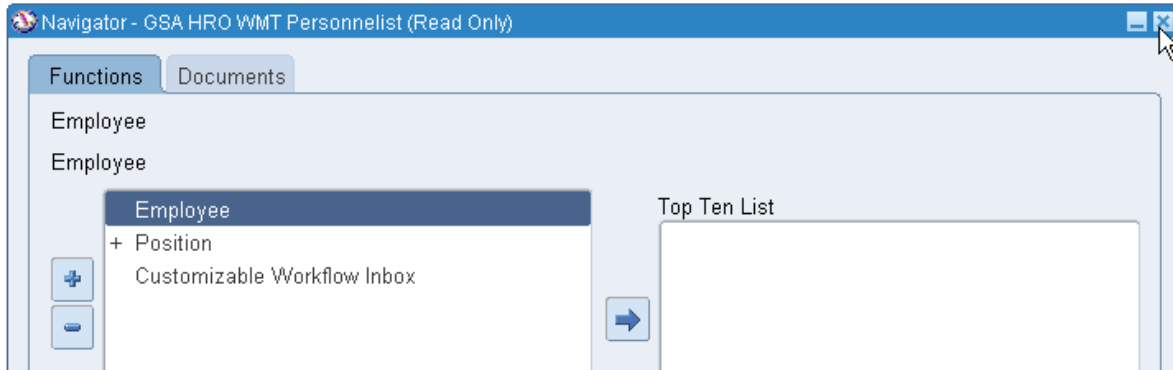 Navigator - GSA HRO WMT Personnelist (Read Only)
Functions Documents
Employee
Employee
Employee
Top Ten List
+ Position
Customizable Workflow Inbox